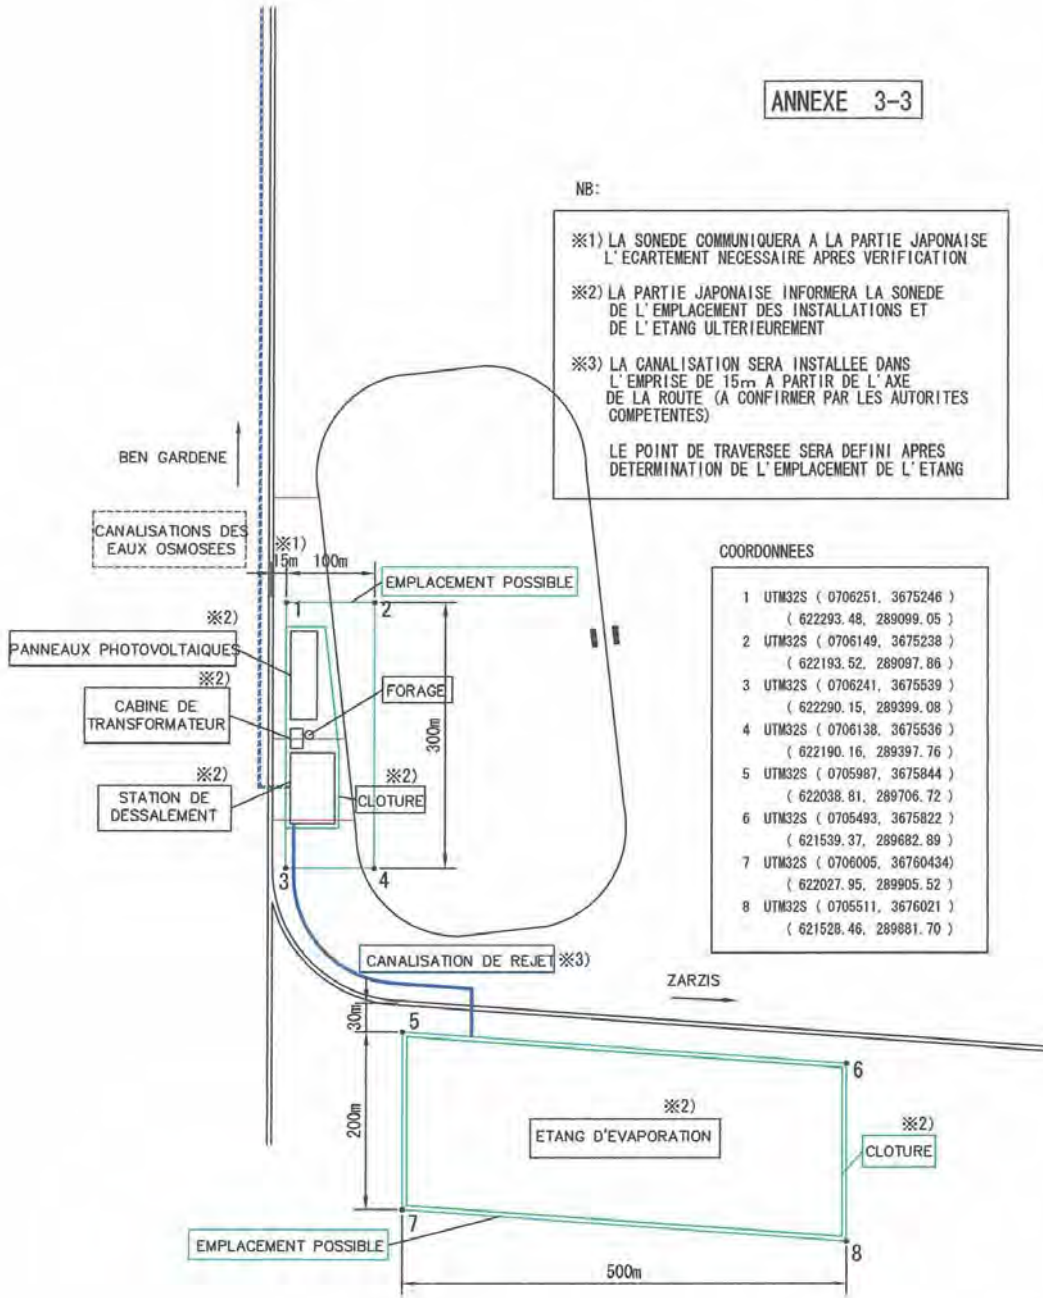 ANNEXE 3-3
NB:
※1) LA SONEDE COMMUNIQUERA A LA PARTIE JAPONAISE
L'ECARTEMENT NECESSAIRE APRES VERIFICATION
※2) LA PARTIE JAPONAISE INFORMERA LA SONEDE
DE L'EMPLACEMENT DES INSTALLATIONS ET
DE L'ETANG ULTERIEUREMENT
※3) LA CANALISATION SERA INSTALLEE DANS
L'EMPRISE DE 15m A PARTIR DE L'AXE
DE LA ROUTE (A CONFIRMER PAR LES AUTORITES
COMPETENTES)
LE POINT DE TRAVERSEE SERA DEFINI APRES
DETERMINATION DE L'EMPLACEMENT DE L'ETANG
BEN GARDENE
CANALISATIONS DES
EAUX OSMOSEES
※1)
15m 100m
EMPLACEMENT POSSIBLE
1
2
※2)
PANNEAUX PHOTOVOLTAIQUES
※2)
CABINE DE
TRANSFORMATEUR
FORAGE
300m
※2)
STATION DE
DESSALEMENT
※2)
CLOTURE
3
4
COORDONNEES
1 UTM32S ( 0706251, 3675246 )
( 622293.48, 289099.05 )
2 UTM32S ( 0706149, 3675238 )
( 622193.52, 289097.86 )
3 UTM32S ( 0706241, 3675539 )
( 622290.15, 289399.08 )
4 UTM32S ( 0706138, 3675536 )
( 622190.16, 289397.76 )
5 UTM32S ( 0705987, 3675844 )
( 622038.81, 289706.72 )
6 UTM32S ( 0705493, 3675822 )
( 621539.37, 289682.89 )
7 UTM32S ( 0706005, 36760434)
( 622027.95, 289905.52 )
8 UTM32S ( 0705511, 3676021 )
( 621528.46, 289881.70 )
CANALISATION DE REJET ※3)
ZARZIS
30m
5
6
200m
※2)
ETANG D'EVAPORATION
※2)
CLOTURE
7
EMPLACEMENT POSSIBLE
8
500m